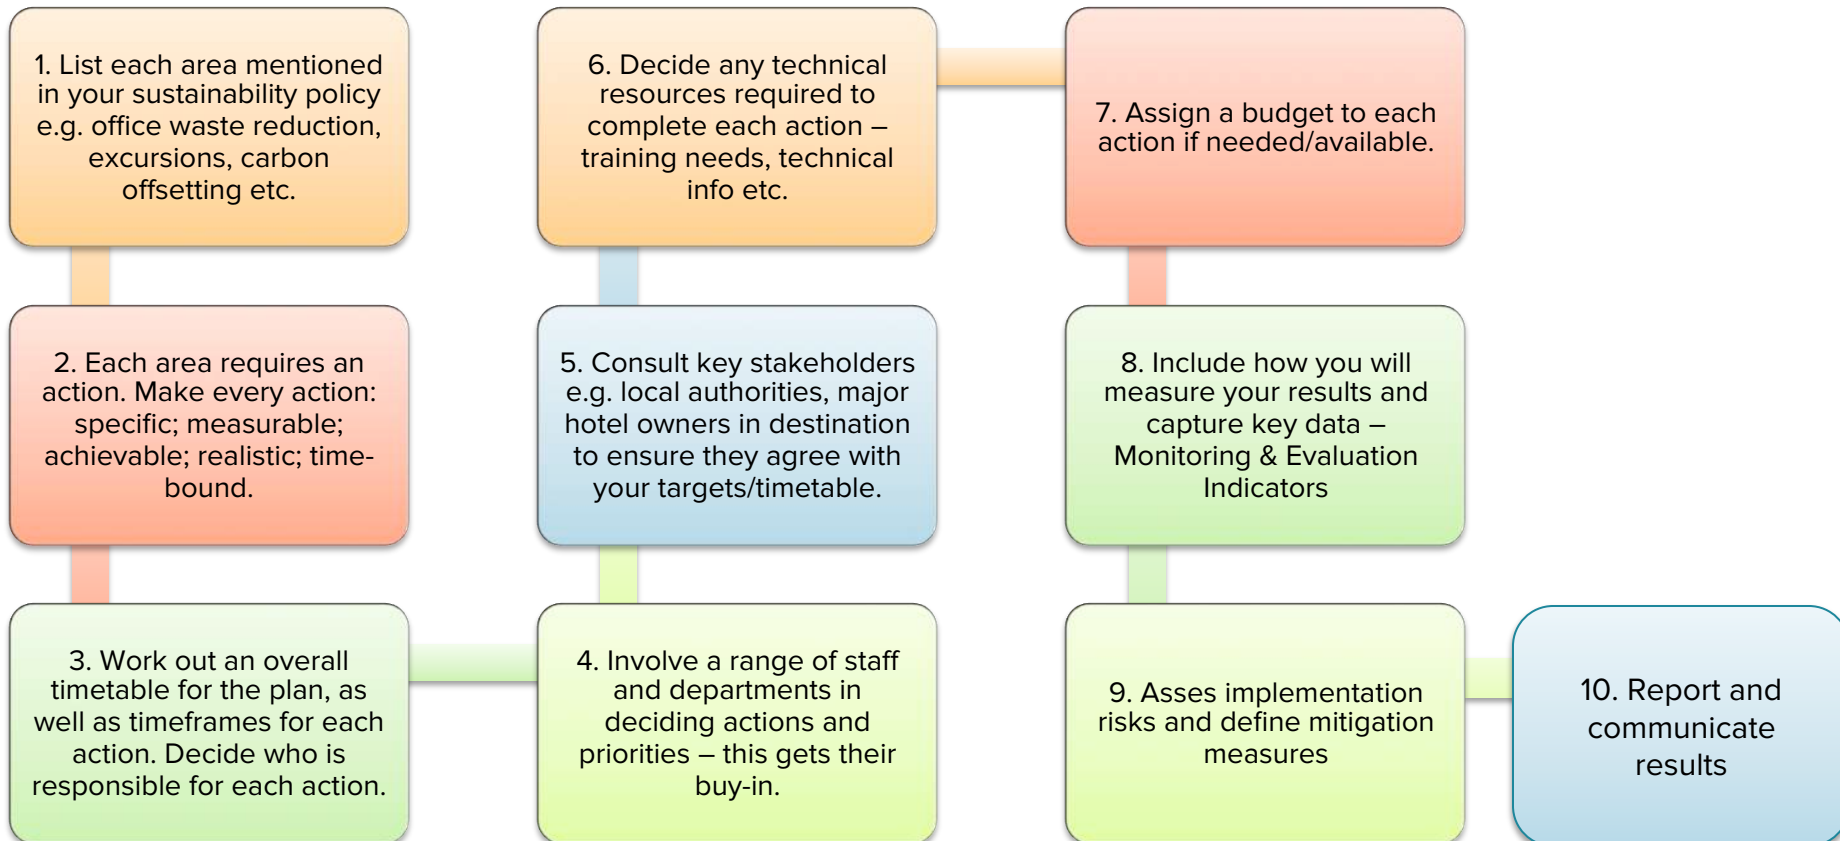 1. List each area mentioned
in your sustainability policy
e.g. office waste reduction,
excursions, carbon
offsetting etc.
2. Each area requires an
action. Make every action:
specific; measurable;
achievable; realistic; time-
bound.
3. Work out an overall
timetable for the plan, as
well as timeframes for each
action. Decide who is
responsible for each action.
4. Involve a range of staff
and departments in
deciding actions and
priorities – this gets their
buy-in.
5. Consult key stakeholders
e.g. local authorities, major
hotel owners in destination
to ensure they agree with
your targets/timetable.
6. Decide any technical
resources required to
complete each action –
training needs, technical
info etc.
7. Assign a budget to each
action if needed/available.
8. Include how you will
measure your results and
capture key data –
Monitoring & Evaluation
Indicators
9. Asses implementation
risks and define mitigation
measures
10. Report and
communicate
results